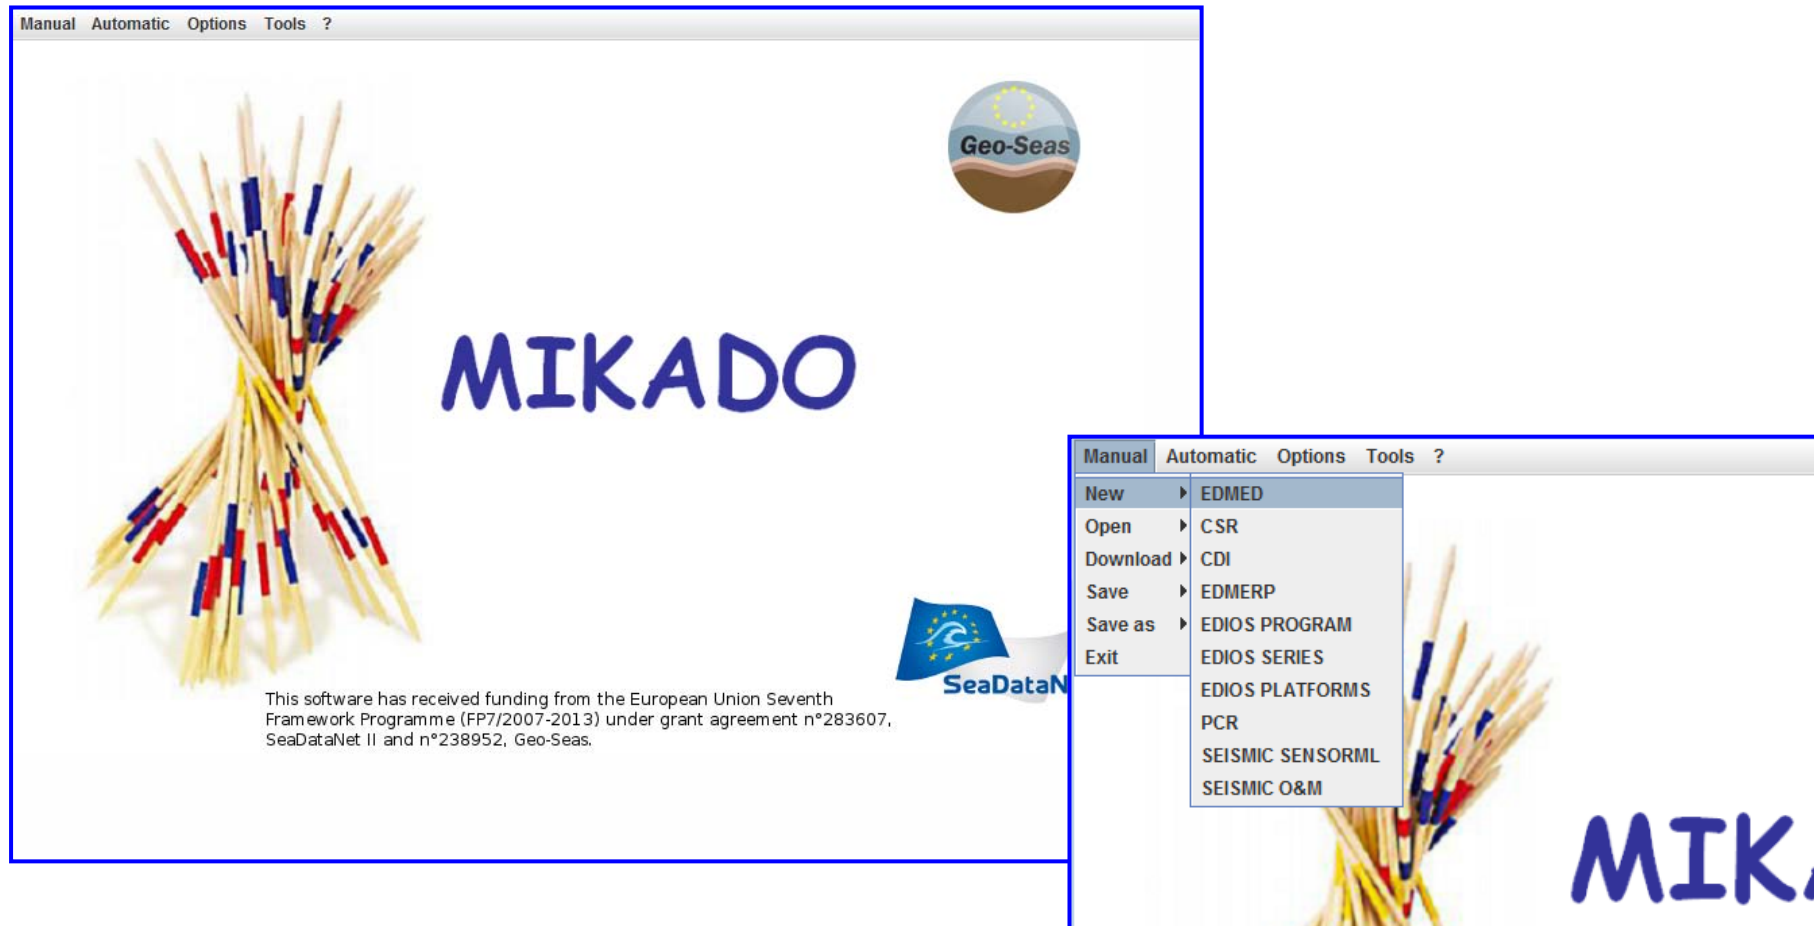 Manual Automatic Options Tools ?
Geo-Seas
MIKADO
SeaDataN
This software has received funding from the European Union Seventh
Framework Programme (FP7/2007-2013) under grant agreement n°283607,
SeaDataNet II and n°238952, Geo-Seas.
Manual Automatic Options Tools ?
New EDMED
Open CSR
Download CDI
Save EDMERP
Save as EDIOS PROGRAM
Exit EDIOS SERIES
EDIOS PLATFORMS
PCR
SEISMIC SENSORML
SEISMIC O&M
MIKA